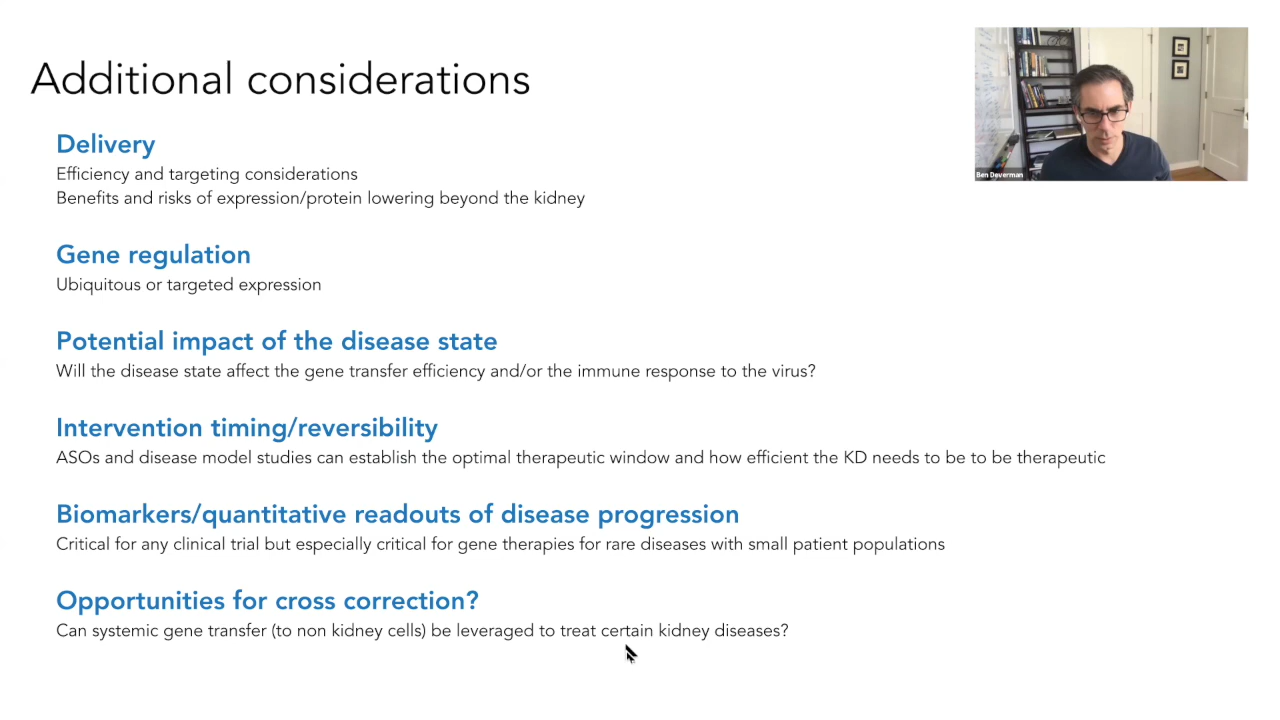 Additional considerations
Delivery
Efficiency and targeting considerations
Benefits and risks of expression/protein lowering beyond the kidney
Gene regulation
Ubiquitous or targeted expression
Potential impact of the disease state
Will the disease state affect the gene transfer efficiency and/or the immune response to the virus?
Intervention timing/reversibility
ASOs and disease model studies can establish the optimal therapeutic window and how efficient the KD needs to be to be therapeutic
Biomarkers/quantitative readouts of disease progression
Critical for any clinical trial but especially critical for gene therapies for rare diseases with small patient populations
Opportunities for cross correction?
Can systemic gene transfer (to non kidney cells) be leveraged to treat certain kidney diseases?
Ben Deverman